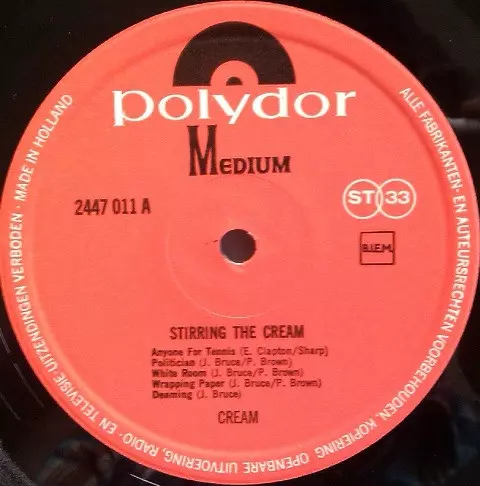 polydor
MEDIUM
2447 011 A
ST 33
B.I.E.M.
STIRRING THE CREAM
Anyone For Tennis (E. Clapton/Sharp)
Politician (J. Bruce/P. Brown)
White Room (J. Bruce/P. Brown)
Wrapping Paper (J. Bruce/P. Brown)
Deaming (J. Bruce)
CREAM
ALLE FABRIKANTEN- EN AUTEURSRECHTEN VOORBEHOUDEN. KOPIERING OPENBARE UITVOERING, RADIO- EN TELEVISIE-UITZENDINGEN VERBODEN · MADE IN HOLLAND